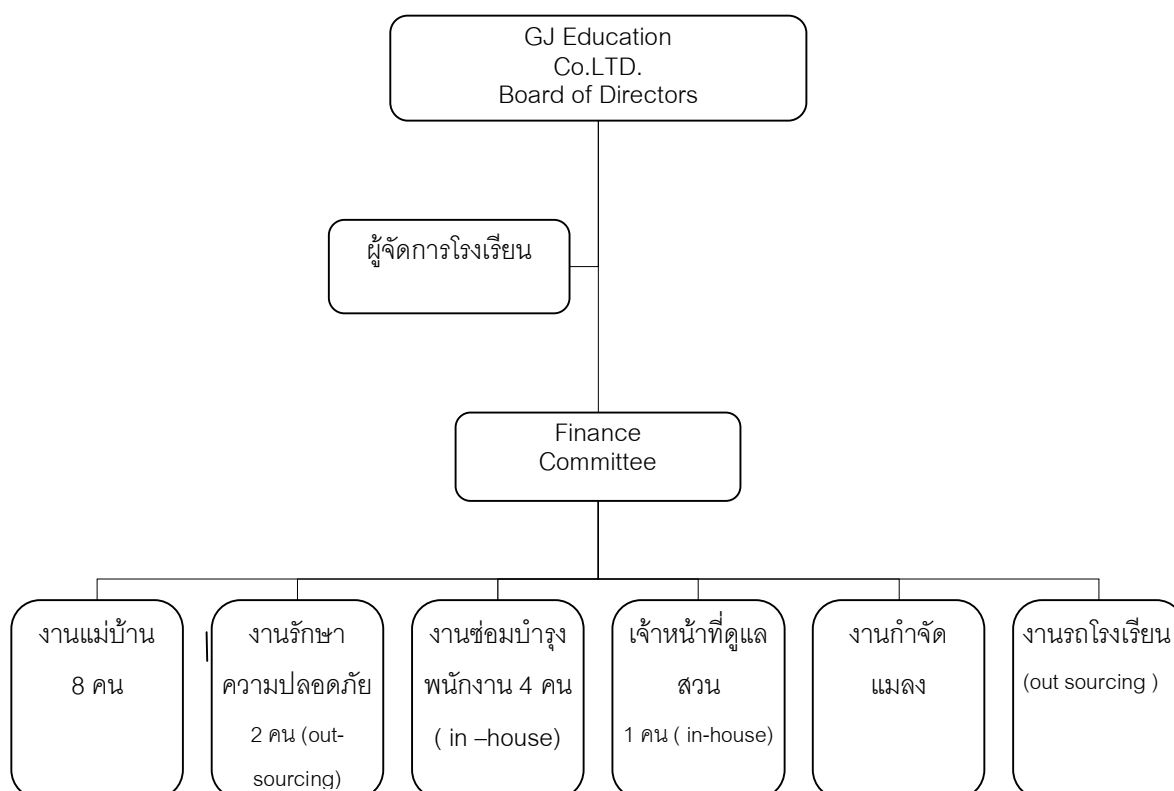 GJ Education
Co.LTD.
Board of Directors
ผู้จัดการโรงเรียน
Finance
Committee
งานแม่บ้าน
8 คน
งานรักษา
ความปลอดภัย
2 คน (out-
sourcing)
งานซ่อมบำรุง
พนักงาน 4 คน
( in –house)
เจ้าหน้าที่ดูแล
สวน
1 คน ( in-house)
งานกำจัด
แมลง
งานรถโรงเรียน
(out sourcing )